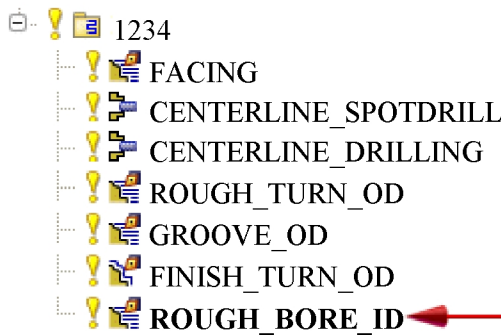 1234
FACING
CENTERLINE_SPOTDRILL
CENTERLINE_DRILLING
ROUGH_TURN_OD
GROOVE_OD
FINISH_TURN_OD
ROUGH_BORE_ID